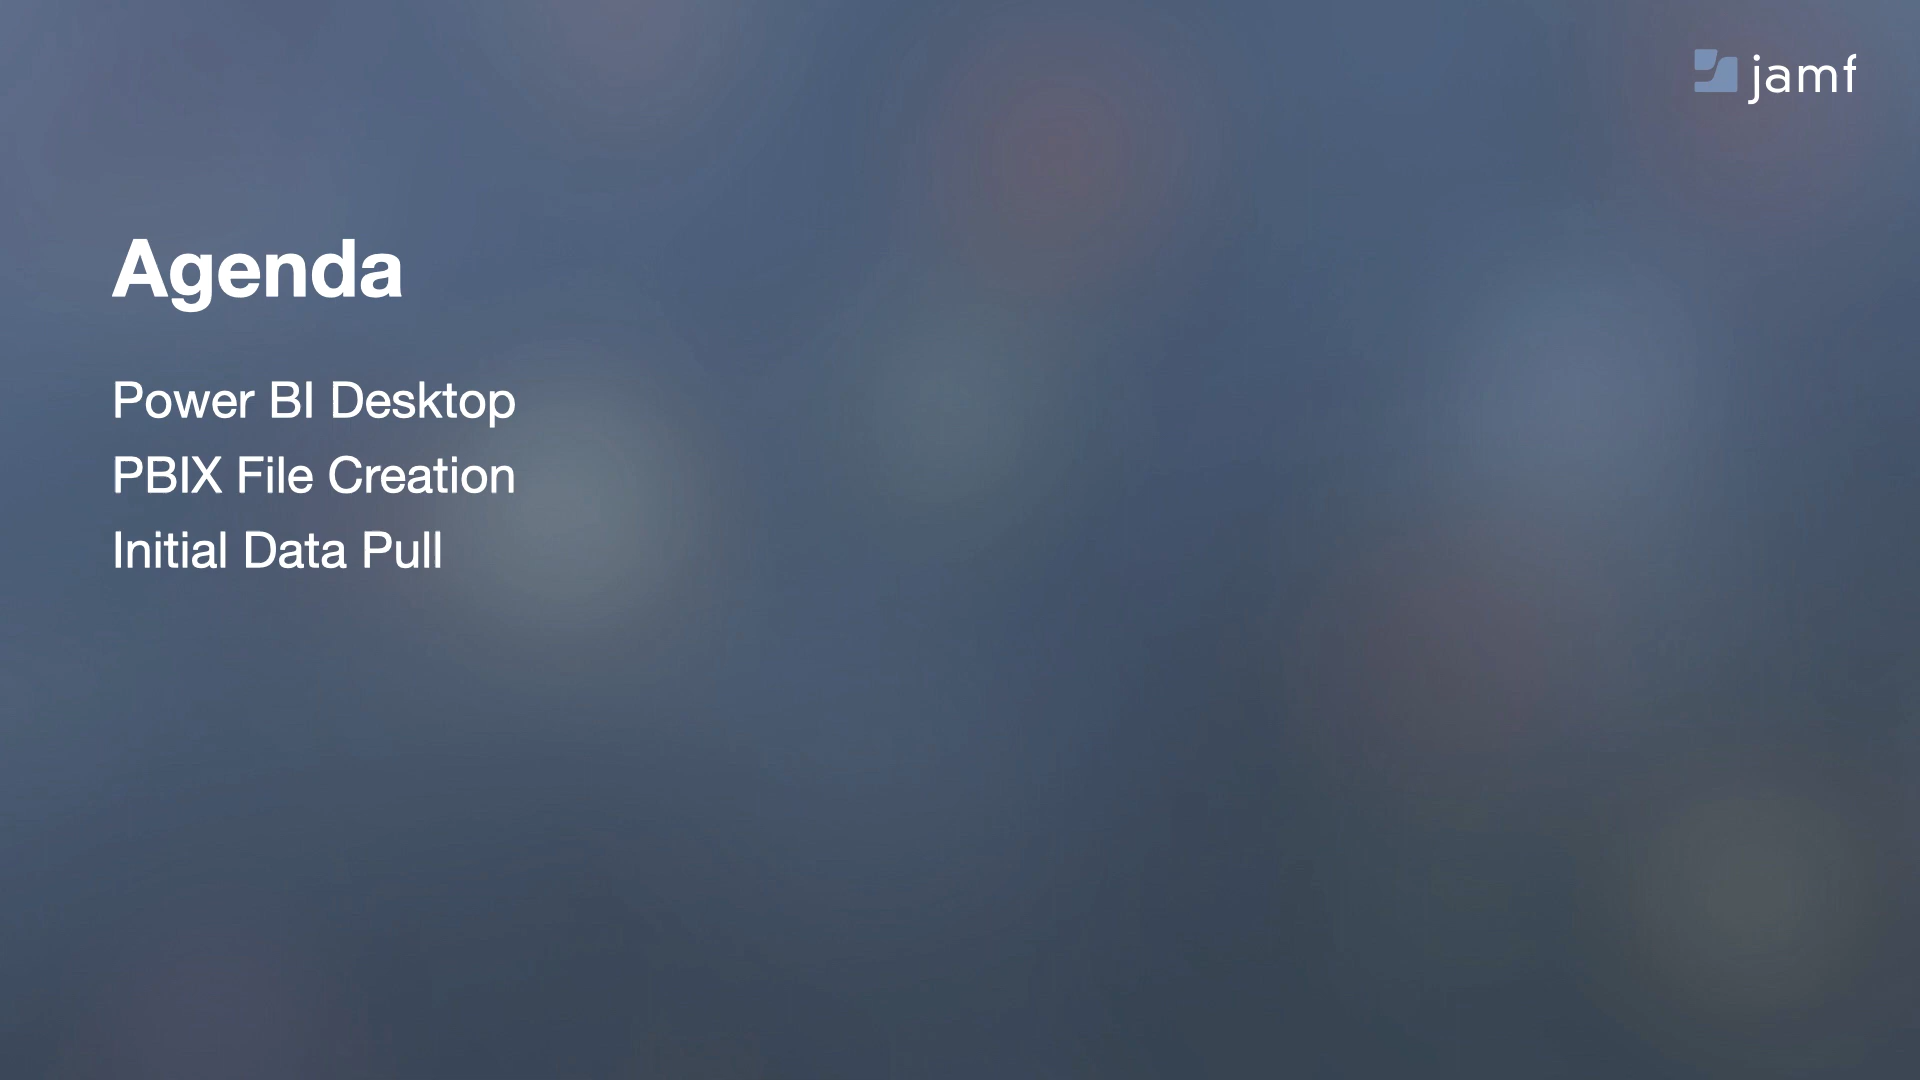 jamf
Agenda
Power BI Desktop
PBIX File Creation
Initial Data Pull